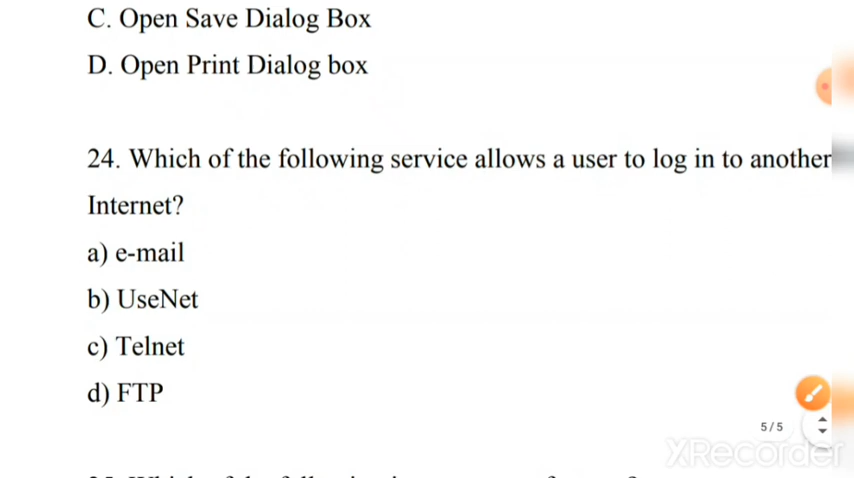 C. Open Save Dialog Box
D. Open Print Dialog box
24. Which of the following service allows a user to log in to another
Internet?
a) e-mail
b) UseNet
c) Telnet
d) FTP
5/5
XRecorder